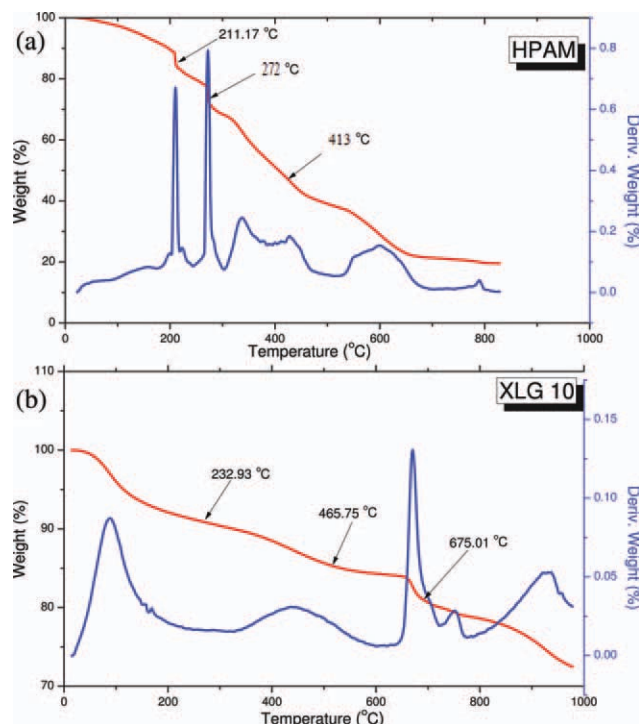 (a)
HPAM
211.17 °C
272 °C
413 °C
Weight (%)
100
80
60
40
20
0
Deriv. Weight(%)
0.8
0.6
0.4
0.2
0.0
0 200 400 600 800 1000
Temperature (°C)
(b)
XLG 10
232.93 °C
465.75 °C
675.01 °C
Weight (%)
110
100
90
80
70
Deriv. Weight(%)
0.15
0.10
0.05
0.00
0 200 400 600 800 1000
Temperature (°C)